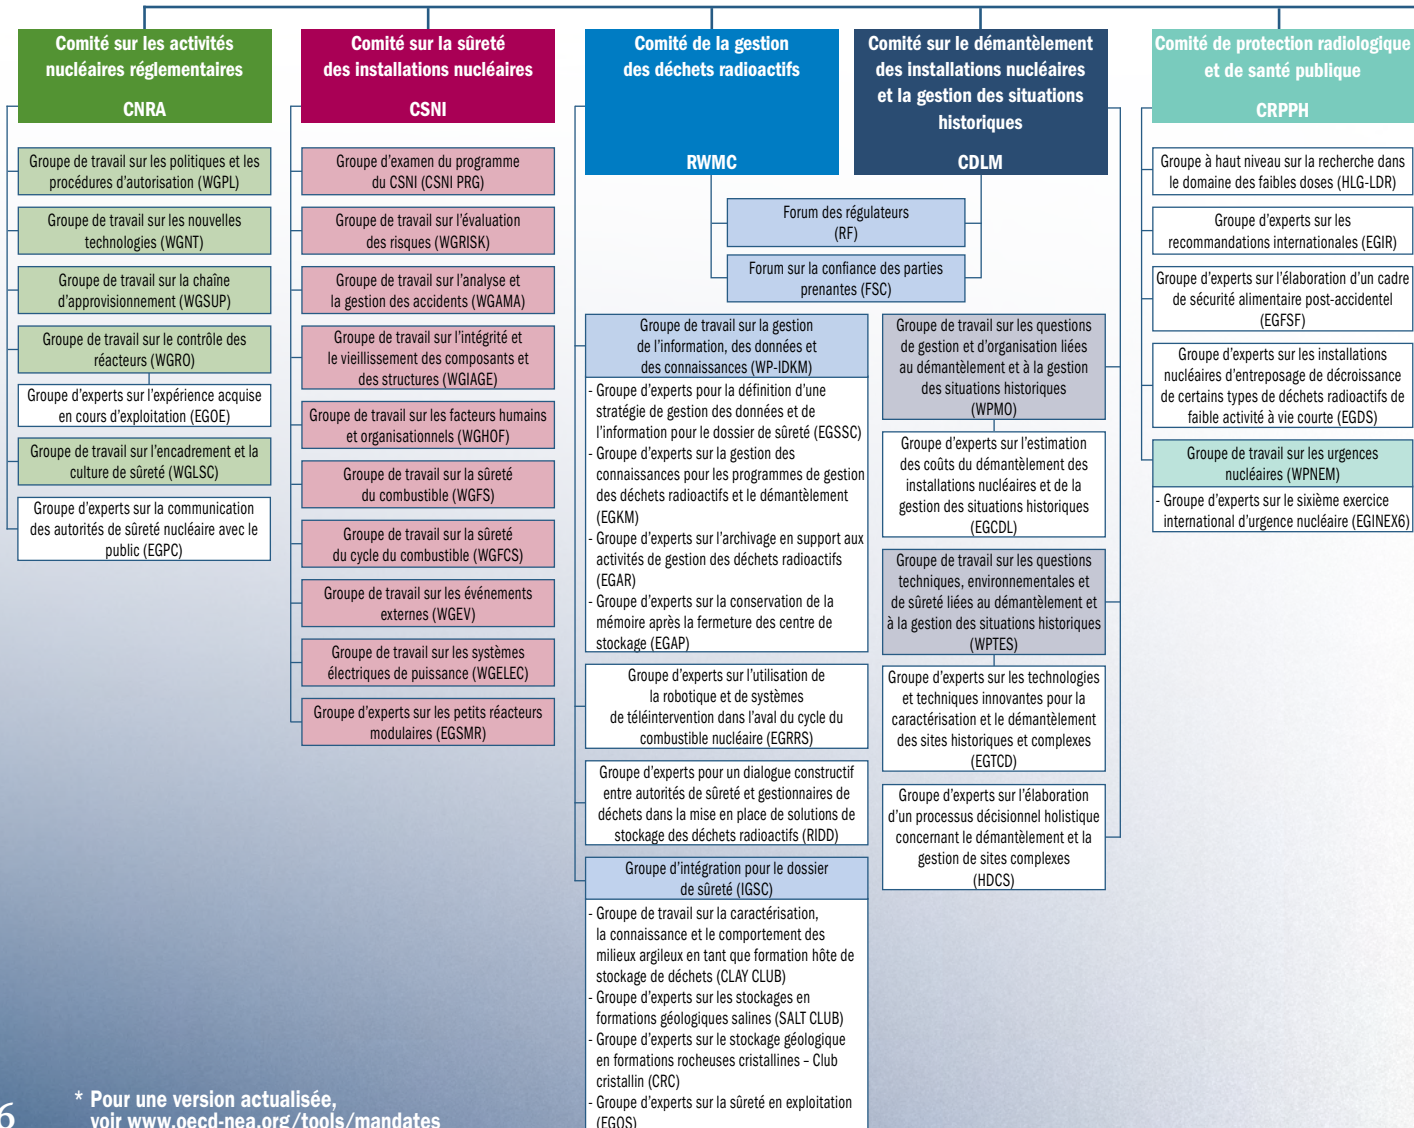 Comité sur les activités
nucléaires réglementaires
CNRA
Groupe de travail sur les politiques et les
procédures d'autorisation (WGPL)
Groupe de travail sur les nouvelles
technologies (WGNT)
Groupe de travail sur la chaîne
d'approvisionnement (WGSUP)
Groupe de travail sur le contrôle des
réacteurs (WGRO)
Groupe d'experts sur l'expérience acquise
en cours d'exploitation (EGOE)
Groupe de travail sur l'encadrement et la
culture de sûreté (WGLSC)
Groupe d'experts sur la communication
des autorités de sûreté nucléaire avec le
public (EGPC)
Comité sur la sûreté
des installations nucléaires
CSNI
Groupe d'examen du programme
du CSNI (CSNI PRG)
Groupe de travail sur l'évaluation
des risques (WGRISK)
Groupe de travail sur l'analyse et
la gestion des accidents (WGAMA)
Groupe de travail sur l'intégrité et
le vieillissement des composants et
des structures (WGIAGE)
Groupe de travail sur les facteurs humains
et organisationnels (WGHOF)
Groupe de travail sur la sûreté
du combustible (WGFS)
Groupe de travail sur la sûreté
du cycle du combustible (WGFCS)
Groupe de travail sur les événements
externes (WGEV)
Groupe de travail sur les systèmes
électriques de puissance (WGELEC)
Groupe d'experts sur les petits réacteurs
modulaires (EGSMR)
Comité de la gestion
des déchets radioactifs
RWMC
Comité sur le démantèlement
des installations nucléaires
et la gestion des situations
historiques
CDLM
Forum des régulateurs
(RF)
Forum sur la confiance des parties
prenantes (FSC)
Groupe de travail sur la gestion
de l'information, des données et
des connaissances (WP-IDKM)
- Groupe d'experts pour la définition d'une
stratégie de gestion des données et de
l'information pour le dossier de sûreté (EGSSC)
- Groupe d'experts sur la gestion des
connaissances pour les programmes de gestion
des déchets radioactifs et le démantèlement
(EGKM)
- Groupe d'experts sur l'archivage en support aux
activités de gestion des déchets radioactifs
(EGAR)
- Groupe d'experts sur la conservation de la
mémoire après la fermeture des centre de
stockage (EGAP)
Groupe d'experts sur l'utilisation de
la robotique et de systèmes
de téléintervention dans l'aval du cycle du
combustible nucléaire (EGRRS)
Groupe d'experts pour un dialogue constructif
entre autorités de sûreté et gestionnaires de
déchets dans la mise en place de solutions de
stockage des déchets radioactifs (RIDD)
Groupe d'intégration pour le dossier
de sûreté (IGSC)
- Groupe de travail sur la caractérisation,
la connaissance et le comportement des
milieux argileux en tant que formation hôte de
stockage de déchets (CLAY CLUB)
- Groupe d'experts sur les stockages en
formations géologiques salines (SALT CLUB)
- Groupe d'experts sur le stockage géologique
en formations rocheuses cristallines – Club
cristallin (CRC)
- Groupe d'experts sur la sûreté en exploitation
(EGOS)
Groupe de travail sur les questions
de gestion et d'organisation liées
au démantèlement et à la gestion
des situations historiques
(WPMO)
Groupe d'experts sur l'estimation
des coûts du démantèlement des
installations nucléaires et de la
gestion des situations historiques
(EGCDL)
Groupe de travail sur les questions
techniques, environnementales et
de sûreté liées au démantèlement et
à la gestion des situations historiques
(WPTES)
Groupe d'experts sur les technologies
et techniques innovantes pour la
caractérisation et le démantèlement
des sites historiques et complexes
(EGTCD)
Groupe d'experts sur l'élaboration
d'un processus décisionnel holistique
concernant le démantèlement et la
gestion de sites complexes
(HDCS)
Comité de protection radiologique
et de santé publique
CRPPH
Groupe à haut niveau sur la recherche dans
le domaine des faibles doses (HLG-LDR)
Groupe d'experts sur les
recommandations internationales (EGIR)
Groupe d'experts sur l'élaboration d'un cadre
de sécurité alimentaire post-accidentel
(EGFSF)
Groupe d'experts sur les installations
nucléaires d'entreposage de décroissance
de certains types de déchets radioactifs de
faible activité à vie courte (EGDS)
Groupe de travail sur les urgences
nucléaires (WPNEM)
- Groupe d'experts sur le sixième exercice
international d'urgence nucléaire (EGINEX6)
6
* Pour une version actualisée,
voir www.oecd-nea.org/tools/mandates